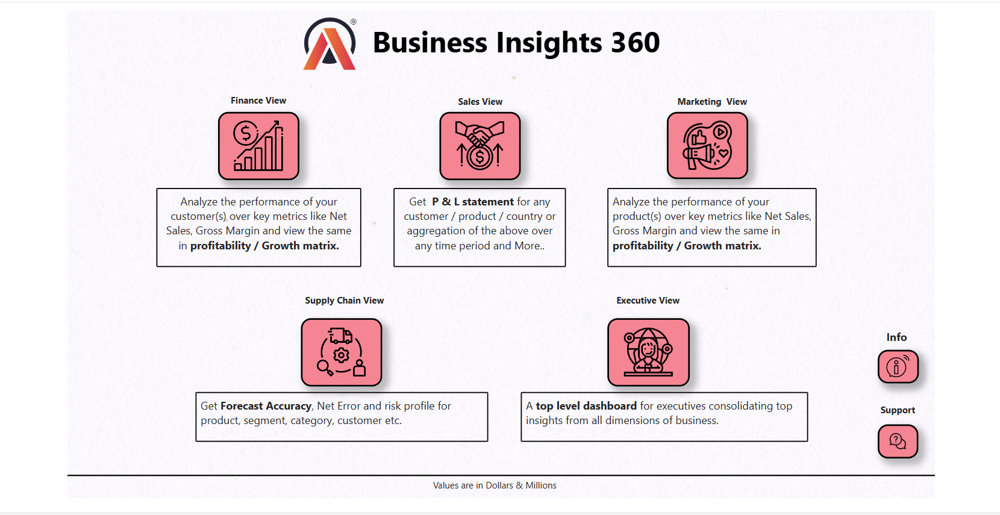 ®
Business Insights 360
Finance View
Analyze the performance of your
customer(s) over key metrics like Net
Sales, Gross Margin and view the same
in profitability / Growth matrix.
Sales View
Get P & L statement for any
customer / product / country or
aggregation of the above over
any time period and More..
Marketing View
Analyze the performance of your
product(s) over key metrics like Net Sales,
Gross Margin and view the same in
profitability / Growth matrix.
Supply Chain View
Get Forecast Accuracy, Net Error and risk profile for
product, segment, category, customer etc.
Executive View
A top level dashboard for executives consolidating top
insights from all dimensions of business.
Info
Support
Values are in Dollars & Millions